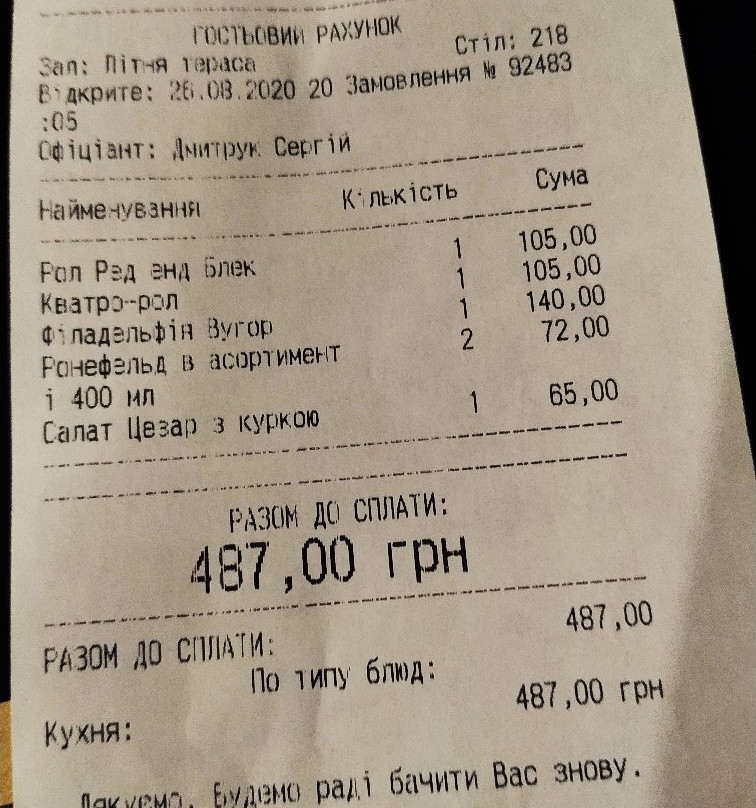 ГОСТЬОВИЙ РАХУНОК
Зал: Літня тераса Стіл: 218
Відкрите: 26.08.2020 20 Замовлення № 92483
:05
Офіціант: Дмитрук Сергій
Найменування Кількість Сума
Рол Рэд энд Блек 1 105,00
Кватро-рол 1 105,00
Філадельфія Вугор 1 140,00
Ронефельд в асортимент 2 72,00
і 400 мл
Салат Цезар з куркою 1 65,00
РАЗОМ ДО СПЛАТИ:
487,00 грн
РАЗОМ ДО СПЛАТИ: 487,00
По типу блюд:
Кухня: 487,00 грн
Дякуємо. Будемо раді бачити Вас знову.